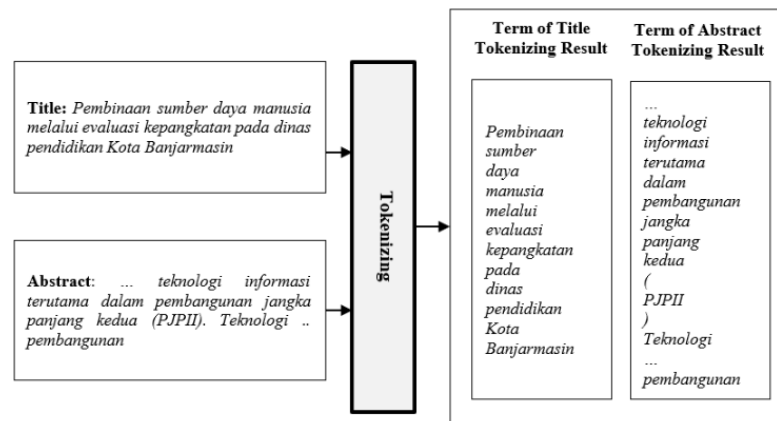 Title: Pembinaan sumber daya manusia
melalui evaluasi kepangkatan pada dinas
pendidikan Kota Banjarmasin
Abstract: ... teknologi informasi
terutama dalam pembangunan jangka
panjang kedua (PJPII). Teknologi ..
pembangunan
Tokenizing
Term of Title
Tokenizing Result
Pembinaan
sumber
daya
manusia
melalui
evaluasi
kepangkatan
pada
dinas
pendidikan
Kota
Banjarmasin
Term of Abstract
Tokenizing Result
...
teknologi
informasi
terutama
dalam
pembangunan
jangka
panjang
kedua
(
PJPII
)
Teknologi
...
pembangunan